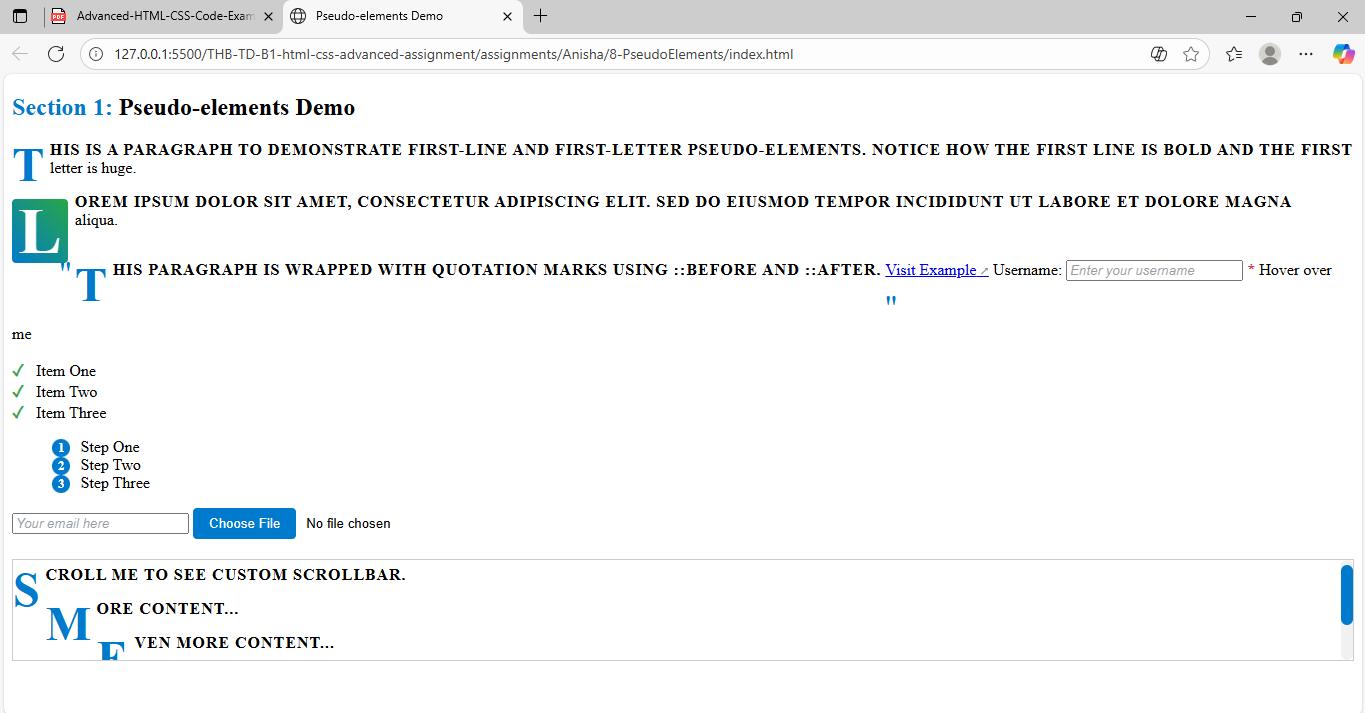 Advanced-HTML-CSS-Code-Exam
Pseudo-elements Demo
127.0.0.1:5500/THB-TD-B1-html-css-advanced-assignment/assignments/Anisha/8-PseudoElements/index.html
Section 1: Pseudo-elements Demo
THIS IS A PARAGRAPH TO DEMONSTRATE FIRST-LINE AND FIRST-LETTER PSEUDO-ELEMENTS. NOTICE HOW THE FIRST LINE IS BOLD AND THE FIRST
letter is huge.
LOREM IPSUM DOLOR SIT AMET, CONSECTETUR ADIPISCING ELIT. SED DO EIUSMOD TEMPOR INCIDIDUNT UT LABORE ET DOLORE MAGNA
aliqua.
"THIS PARAGRAPH IS WRAPPED WITH QUOTATION MARKS USING ::BEFORE AND ::AFTER. Visit Example ↗ Username: Enter your username * Hover over
"
me
✓ Item One
✓ Item Two
✓ Item Three
1 Step One
2 Step Two
3 Step Three
Your email here Choose File No file chosen
SCROLL ME TO SEE CUSTOM SCROLLBAR.
MORE CONTENT...
EVEN MORE CONTENT...